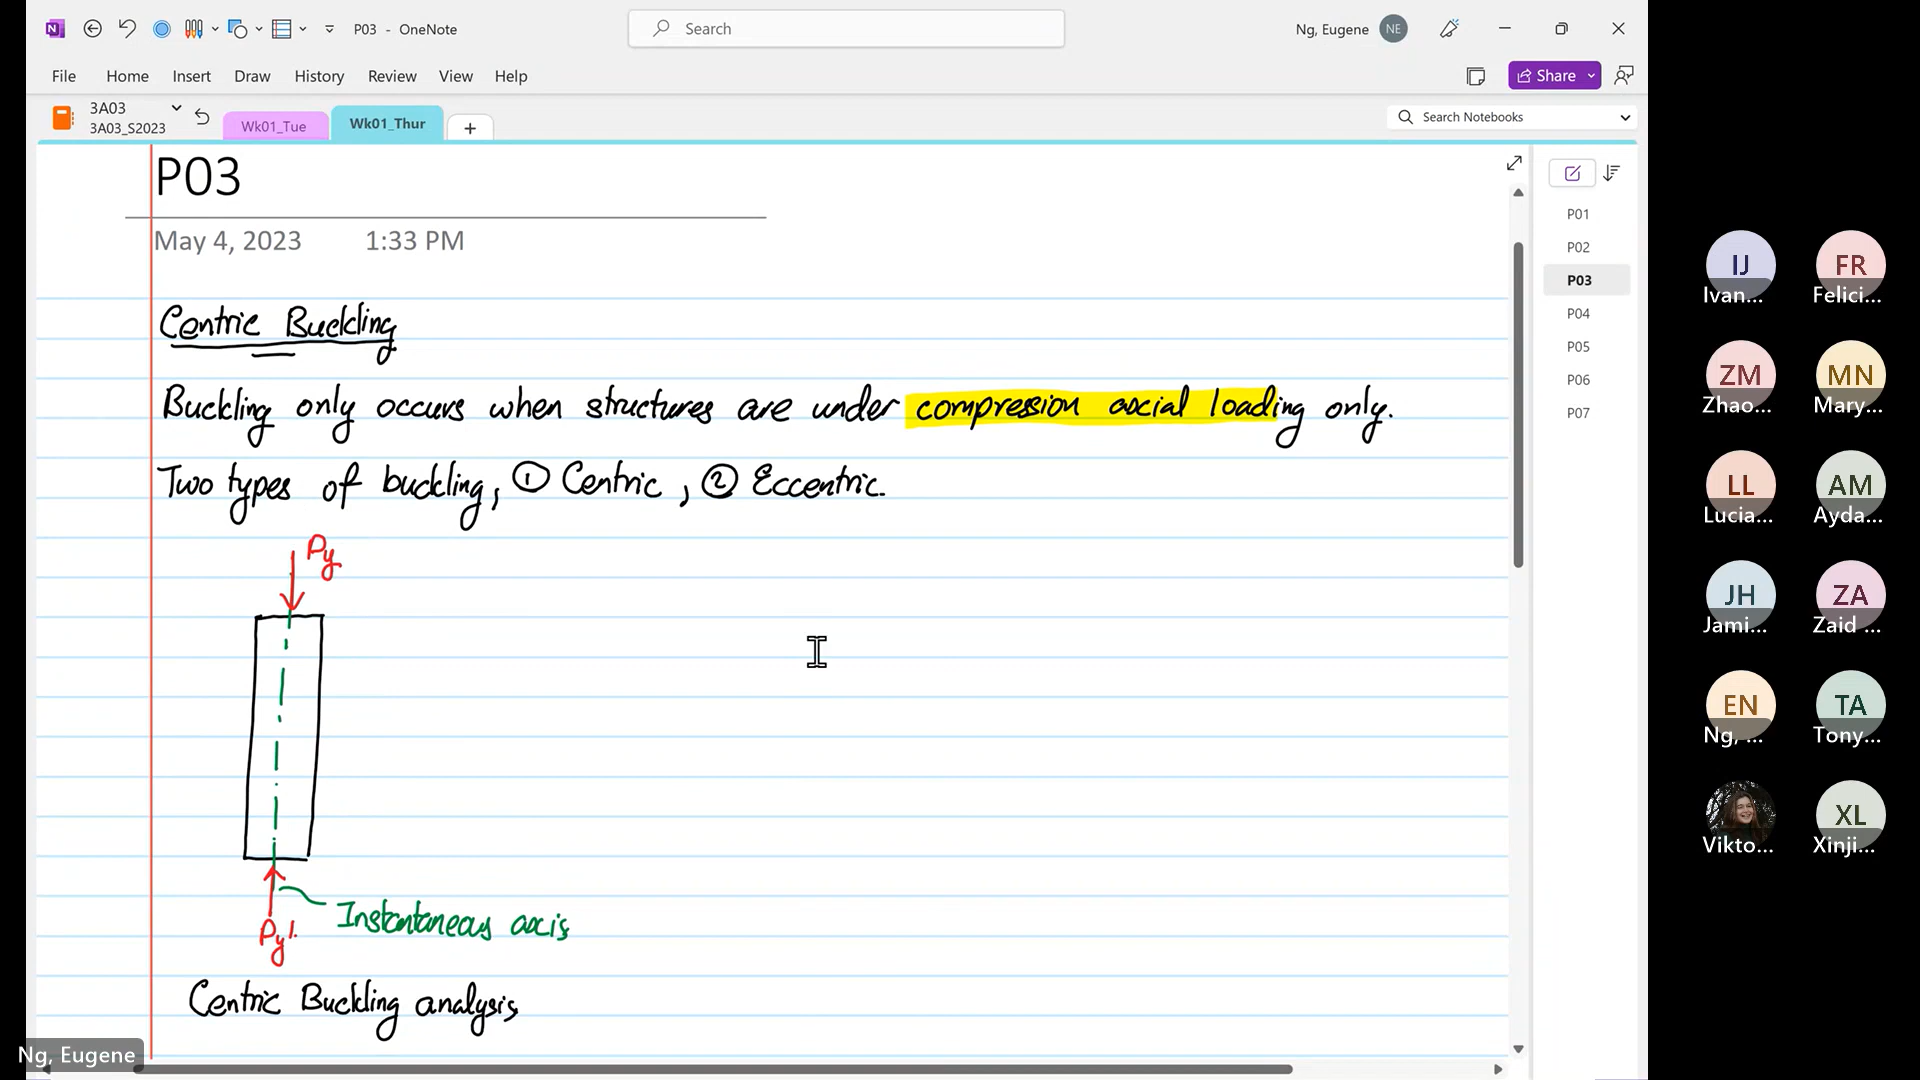 P03 - OneNote
Search
Ng, Eugene
NE
File Home Insert Draw History Review View Help
Share
3A03
3A03_S2023
Wk01_Tue
Wk01_Thur
+
Search Notebooks
P03
May 4, 2023 1:33 PM
Centric Buckling
Buckling only occurs when structures are under compression axial loading only.
Two types of buckling, ① Centric, ② Eccentric.
Py
Py'.
Instantaneous axis
Centric Buckling analysis
P01
P02
P03
P04
P05
P06
P07
IJ FR
Ivan... Felici...
ZM MN
Zhao... Mary...
LL AM
Lucia... Ayda...
JH ZA
Jami... Zaid ...
EN TA
Ng, ... Tony...
XL
Vikto... Xinji...
Ng, Eugene